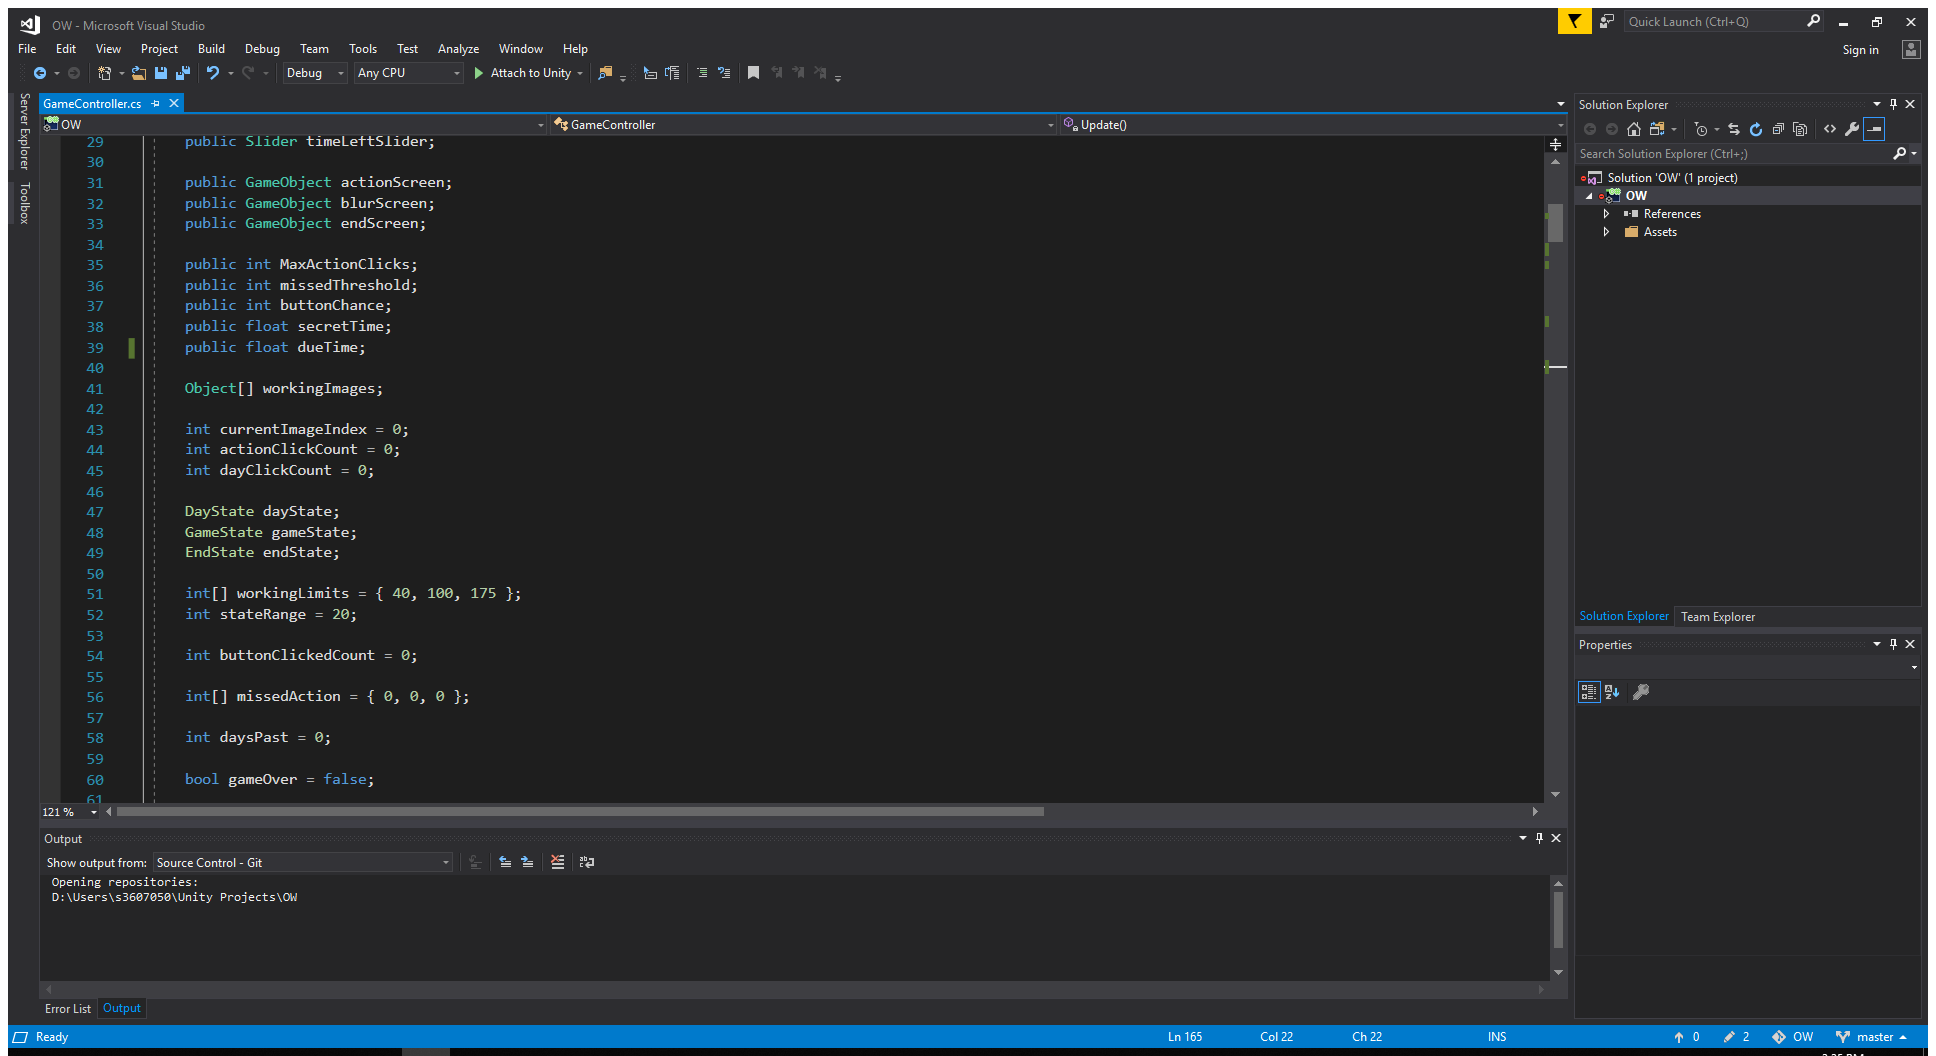 OW - Microsoft Visual Studio
Quick Launch (Ctrl+Q)
File Edit View Project Build Debug Team Tools Test Analyze Window Help
Sign in
Debug Any CPU Attach to Unity
Server Explorer
Toolbox
GameController.cs
OW GameController Update()
29 public Slider timeLeftSlider;
30
31 public GameObject actionScreen;
32 public GameObject blurScreen;
33 public GameObject endScreen;
34
35 public int MaxActionClicks;
36 public int missedThreshold;
37 public int buttonChance;
38 public float secretTime;
39 public float dueTime;
40
41 Object[] workingImages;
42
43 int currentImageIndex = 0;
44 int actionClickCount = 0;
45 int dayClickCount = 0;
46
47 DayState dayState;
48 GameState gameState;
49 EndState endState;
50
51 int[] workingLimits = { 40, 100, 175 };
52 int stateRange = 20;
53
54 int buttonClickedCount = 0;
55
56 int[] missedAction = { 0, 0, 0 };
57
58 int daysPast = 0;
59
60 bool gameOver = false;
61
121 %
Output
Show output from: Source Control - Git
Opening repositories:
D:\Users\s3607050\Unity Projects\OW
Error List Output
Solution Explorer
Search Solution Explorer (Ctrl+;)
Solution 'OW' (1 project)
OW
References
Assets
Solution Explorer Team Explorer
Properties
Ready Ln 165 Col 22 Ch 22 INS 0 2 OW master